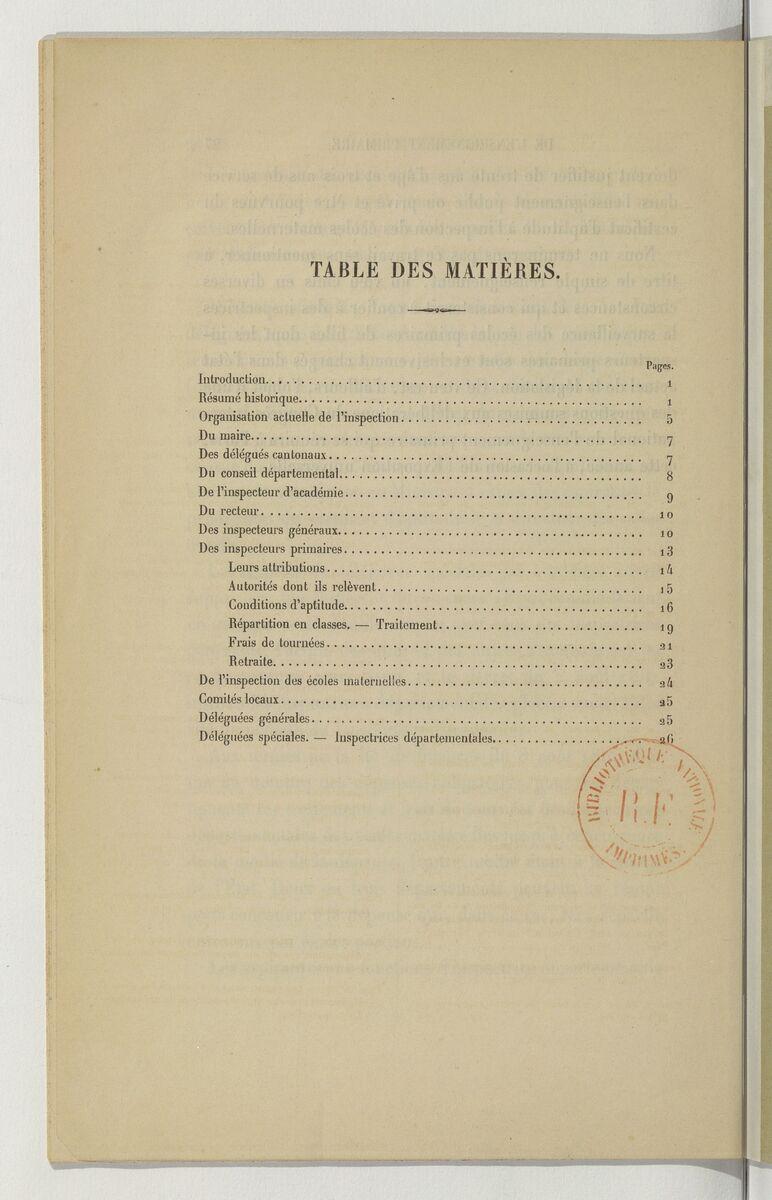 TABLE DES MATIÈRES.
Pages.
Introduction. 1
Résumé historique. 1
Organisation actuelle de l'inspection. 5
Du maire. 7
Des délégués cantonaux. 7
Du conseil départemental. 8
De l'inspecteur d'académie. 9
Du recteur. 10
Des inspecteurs généraux. 10
Des inspecteurs primaires. 13
Leurs attributions. 14
Autorités dont ils relèvent. 15
Conditions d'aptitude. 16
Répartition en classes. — Traitement. 19
Frais de tournées. 21
Retraite. 23
De l'inspection des écoles maternelles. 24
Comités locaux. 25
Déléguées générales. 25
Déléguées spéciales. — Inspectrices départementales. 26
BIBLIOTHÈQUE NATIONALE
R.F.
IMPRIMÉS.